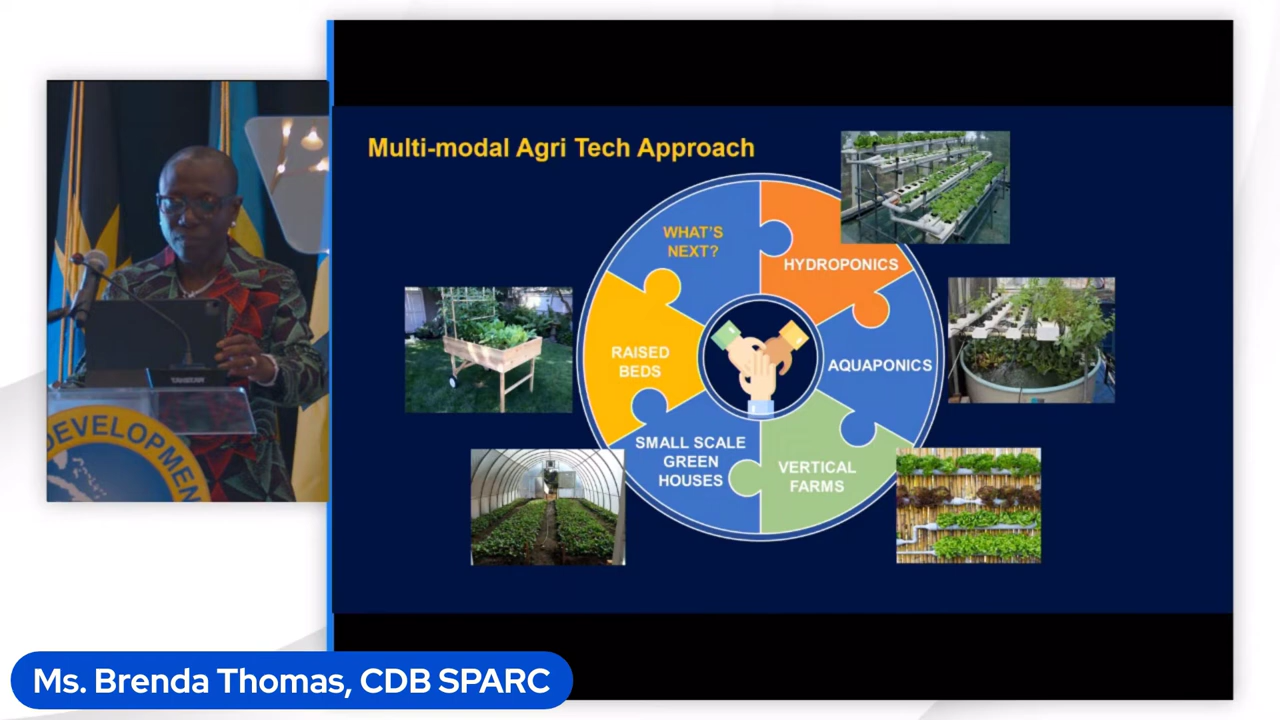 Multi-modal Agri Tech Approach
WHAT'S
NEXT?
HYDROPONICS
RAISED
BEDS
AQUAPONICS
SMALL SCALE
GREEN
HOUSES
VERTICAL
FARMS
DEVELOPMEN
Ms. Brenda Thomas, CDB SPARC